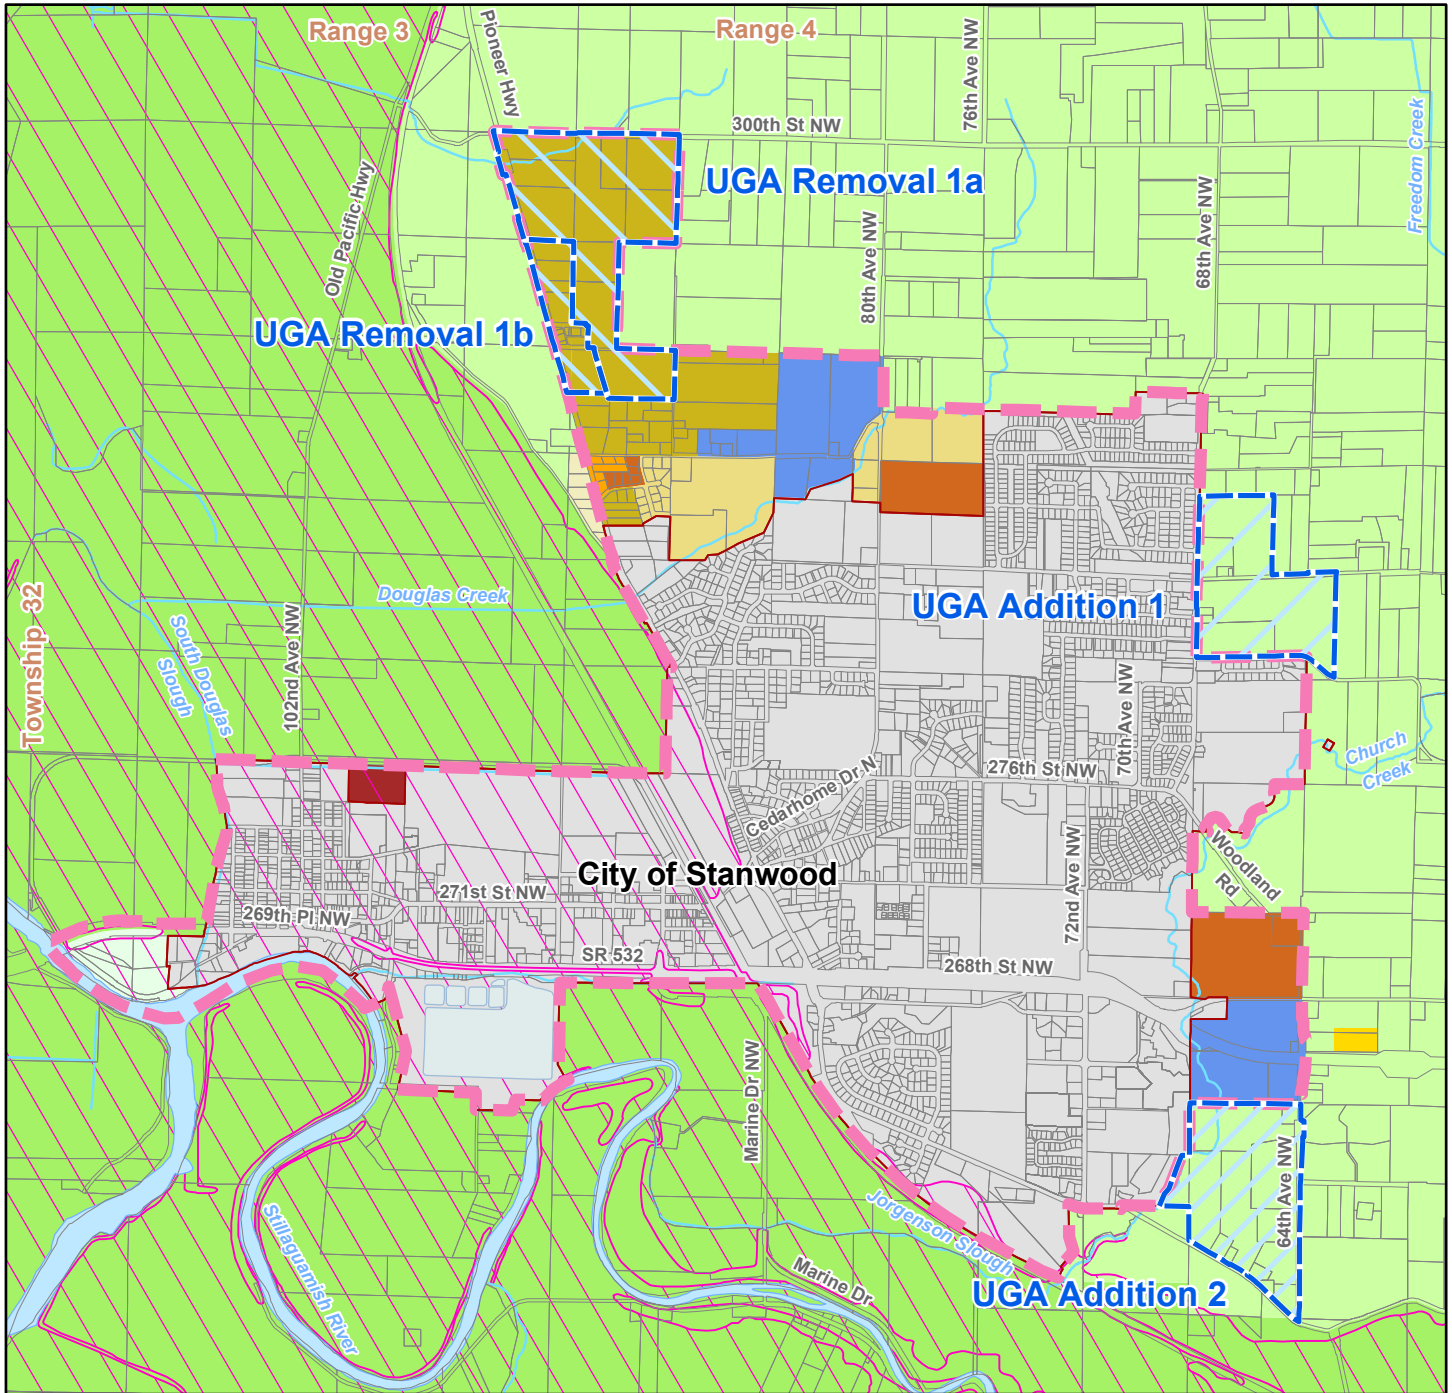 Range 3
Pioneer Hwy
Range 4
76th Ave NW
300th St NW
Freedom Creek
UGA Removal 1a
Old Pacific Hwy
68th Ave NW
80th Ave NW
UGA Removal 1b
Township 32
Douglas Creek
South Douglas
Slough
102nd Ave NW
UGA Addition 1
70th Ave NW
Church
Creek
276th St NW
Cedarhome Dr N
City of Stanwood
72nd Ave NW
Woodland
Rd
271st St NW
269th Pl NW
SR 532
268th St NW
Marine Dr NW
64th Ave NW
Stillaguamish River
Jorgenson Slough
Marine Dr
UGA Addition 2